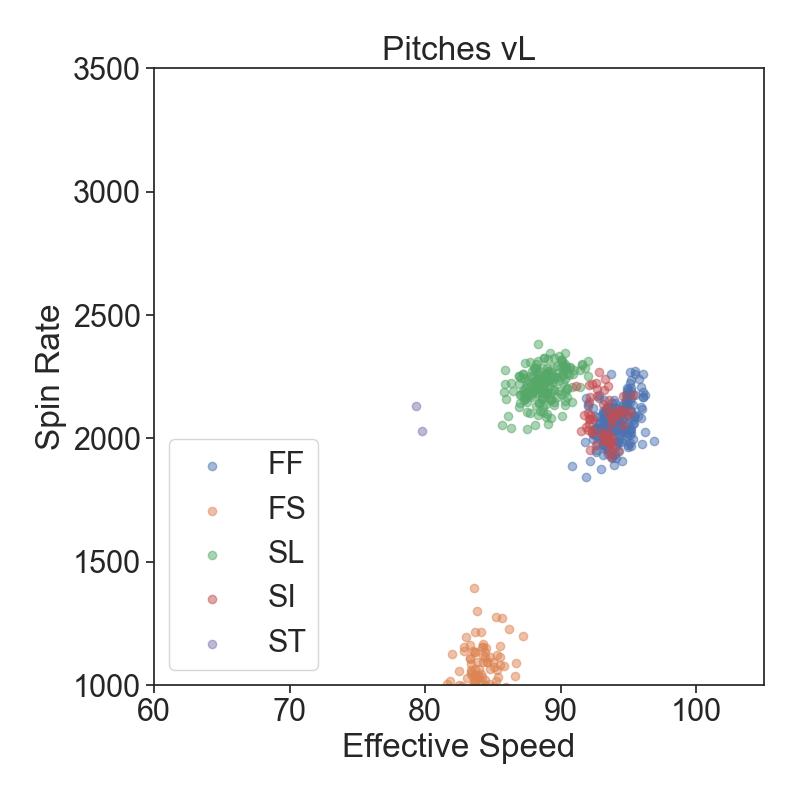 Pitches vL
3500
3000
2500
2000
1500
1000
Spin Rate
FF
FS
SL
SI
ST
60 70 80 90 100
Effective Speed